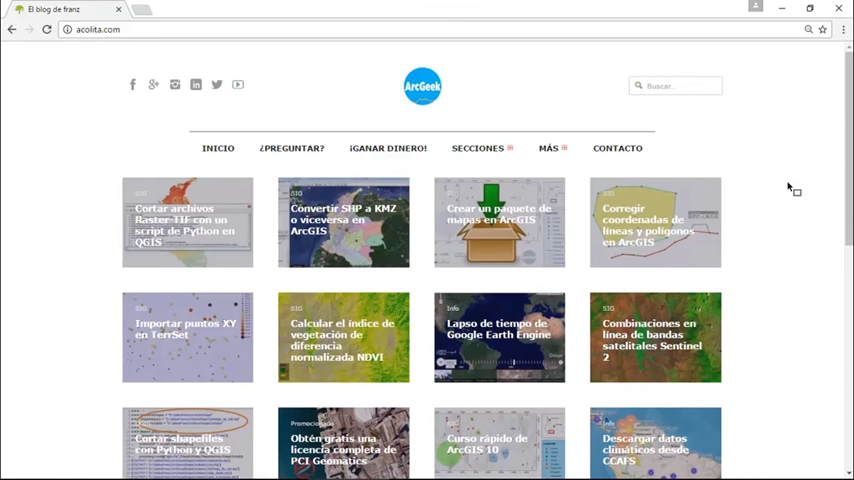 El blog de franz
acolita.com
ArcGeek
Buscar...
INICIO
¿PREGUNTAR?
¡GANAR DINERO!
SECCIONES
MÁS
CONTACTO
SIG
Cortar archivos
Raster TIF con un
script de Python en
QGIS
SIG
Convertir SHP a KMZ
o viceversa en
ArcGIS
SIG
Crear un paquete de
mapas en ArcGIS
SIG
Corregir
coordenadas de
líneas y polígonos
en ArcGIS
SIG
Importar puntos XY
en TerrSet
SIG
Calcular el índice de
vegetación de
diferencia
normalizada NDVI
Info
Lapso de tiempo de
Google Earth Engine
SIG
Combinaciones en
línea de bandas
satelitales Sentinel
2
Cortar shapefiles
con Python y QGIS
Promocionado
Obtén gratis una
licencia completa de
PCI Geomatics
Curso rápido de
ArcGIS 10
Info
Descargar datos
climáticos desde
CCAFS